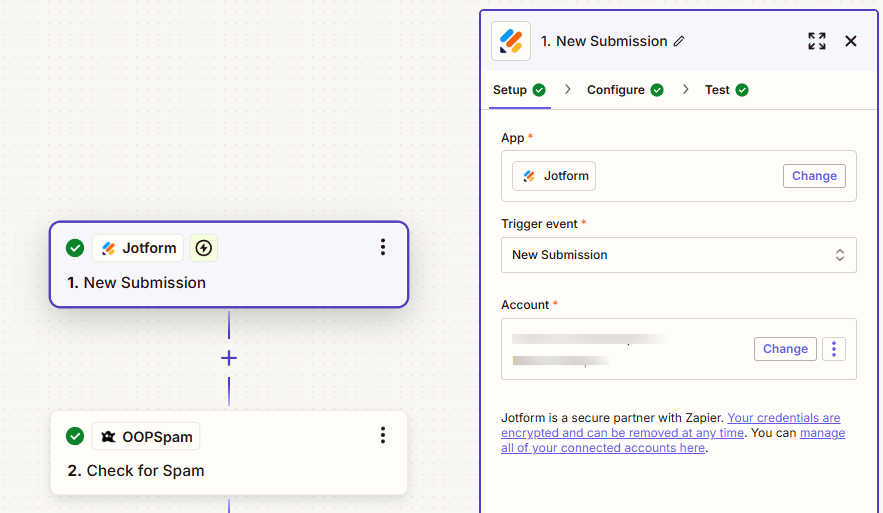 Jotform
1. New Submission
OOPSpam
2. Check for Spam
1. New Submission
Setup
Configure
Test
App *
Jotform
Change
Trigger event *
New Submission
Account *
Change
Jotform is a secure partner with Zapier. Your credentials are
encrypted and can be removed at any time. You can manage
all of your connected accounts here.